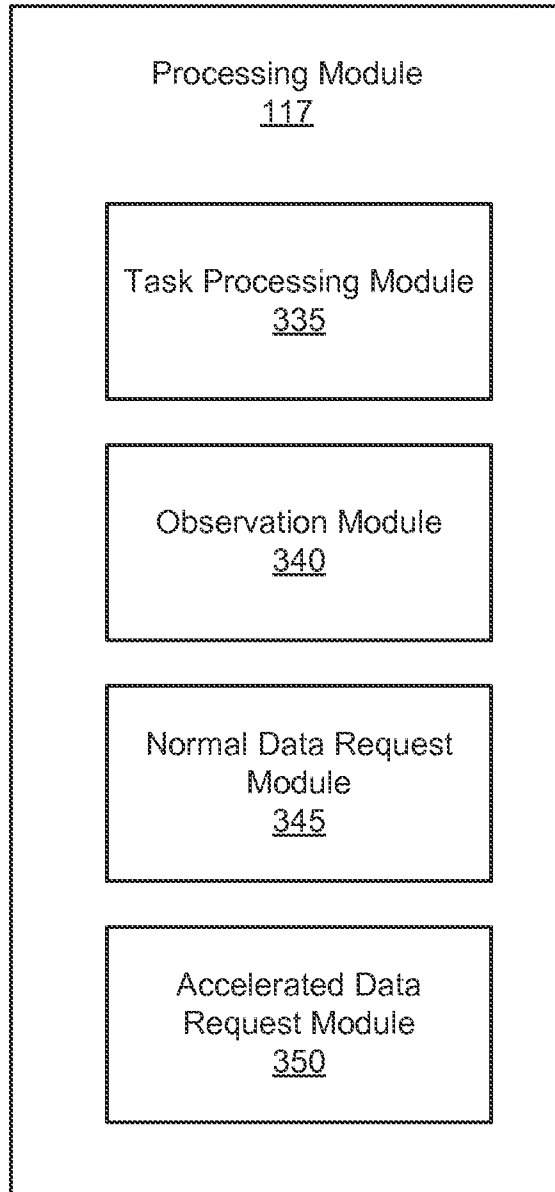 Processing Module
117
Task Processing Module
335
Observation Module
340
Normal Data Request
Module
345
Accelerated Data
Request Module
350